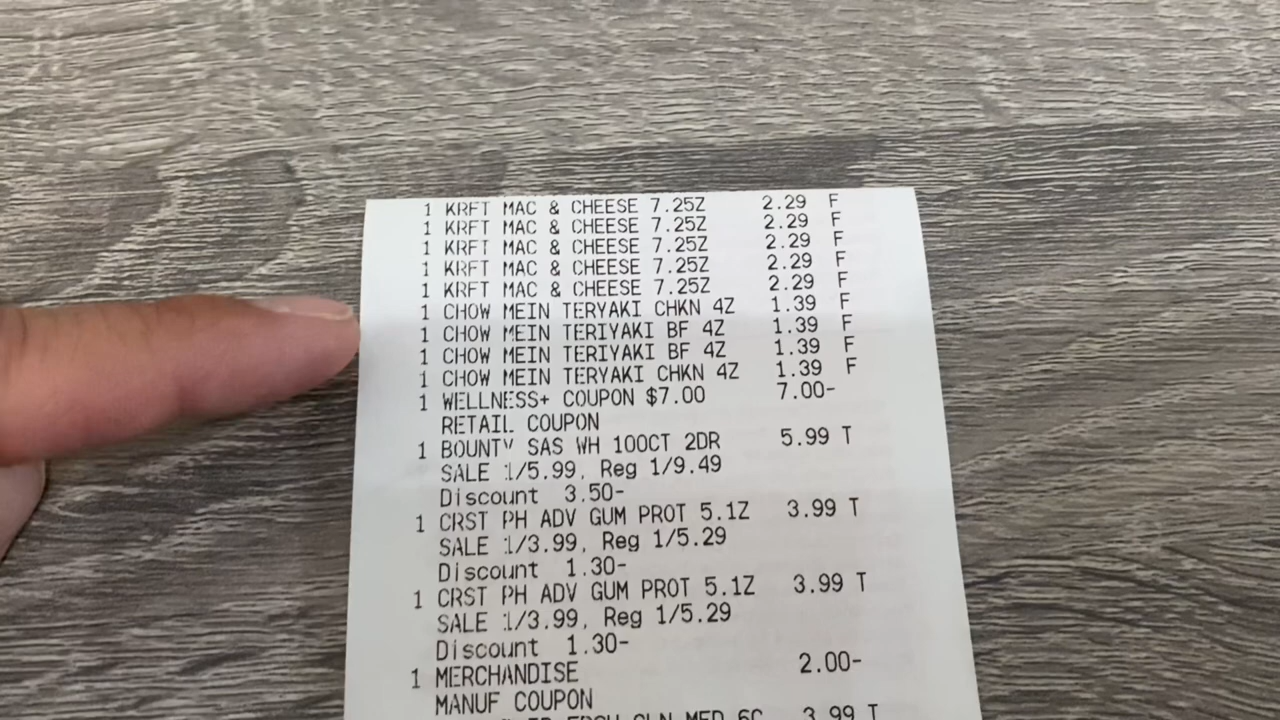 1 KRFT MAC & CHEESE 7.25Z 2.29 F
1 KRFT MAC & CHEESE 7.25Z 2.29 F
1 KRFT MAC & CHEESE 7.25Z 2.29 F
1 KRFT MAC & CHEESE 7.25Z 2.29 F
1 KRFT MAC & CHEESE 7.25Z 2.29 F
1 CHOW MEIN TERYAKI CHKN 4Z 1.39 F
1 CHOW MEIN TERIYAKI BF 4Z 1.39 F
1 CHOW MEIN TERIYAKI BF 4Z 1.39 F
1 CHOW MEIN TERYAKI CHKN 4Z 1.39 F
1 WELLNESS+ COUPON $7.00 7.00-
RETAIL COUPON
1 BOUNTY SAS WH 100CT 2DR 5.99 T
SALE 1/5.99, Reg 1/9.49
Discount 3.50-
1 CRST PH ADV GUM PROT 5.1Z 3.99 T
SALE 1/3.99, Reg 1/5.29
Discount 1.30-
1 CRST PH ADV GUM PROT 5.1Z 3.99 T
SALE 1/3.99, Reg 1/5.29
Discount 1.30-
1 MERCHANDISE 2.00-
MANUF COUPON
CLN MED 6C 3.99 T